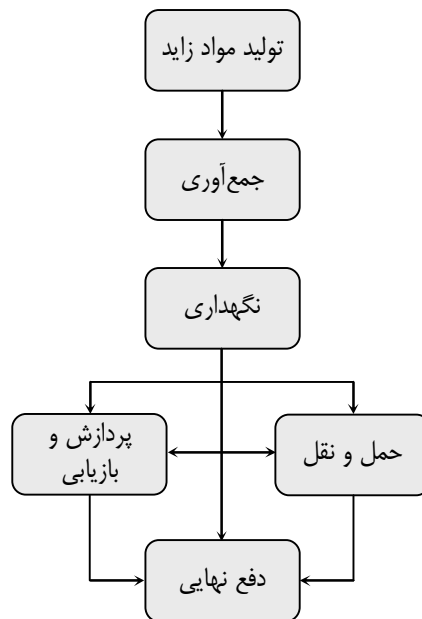 تولید مواد زاید
جمع‌آوری
نگهداری
پردازش و
بازیابی
حمل و نقل
دفع نهایی